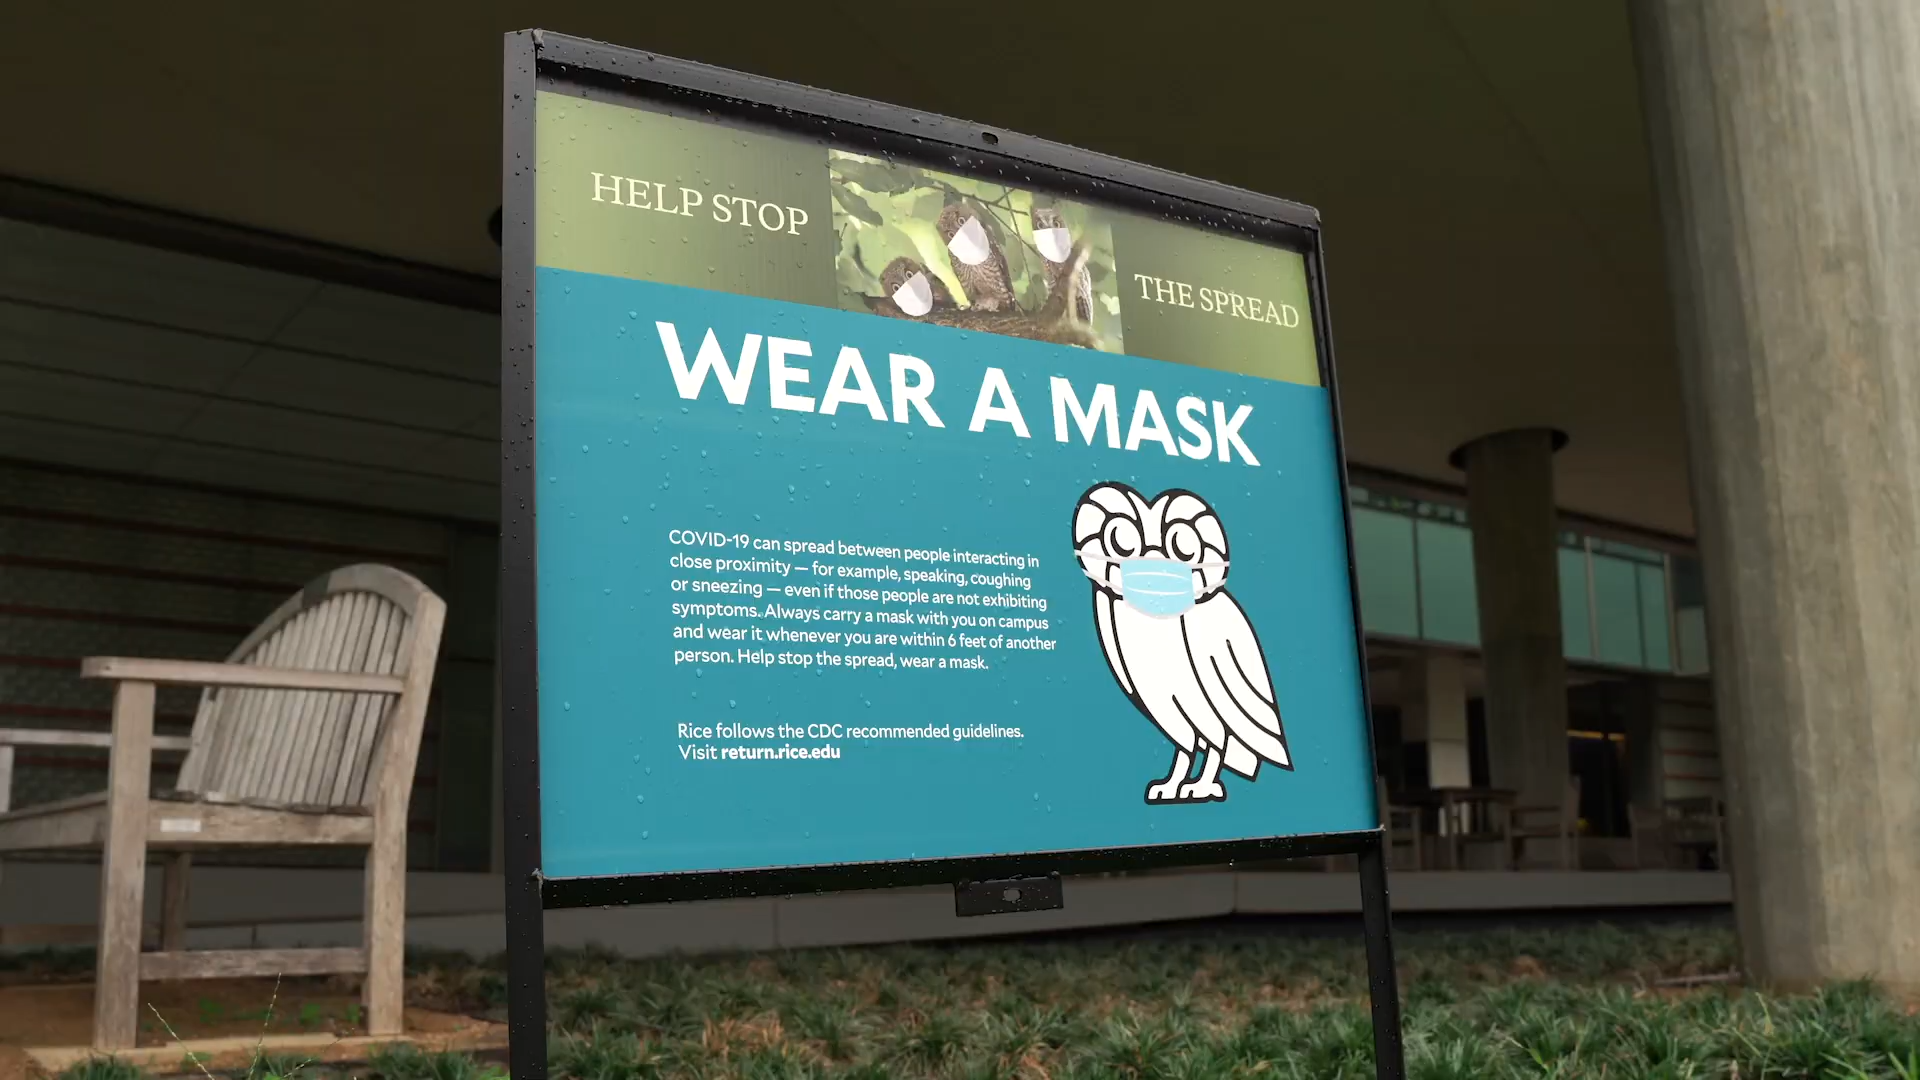 HELP STOP
THE SPREAD
WEAR A MASK
COVID-19 can spread between people interacting in
close proximity — for example, speaking, coughing
or sneezing — even if those people are not exhibiting
symptoms. Always carry a mask with you on campus
and wear it whenever you are within 6 feet of another
person. Help stop the spread, wear a mask.
Rice follows the CDC recommended guidelines.
Visit return.rice.edu